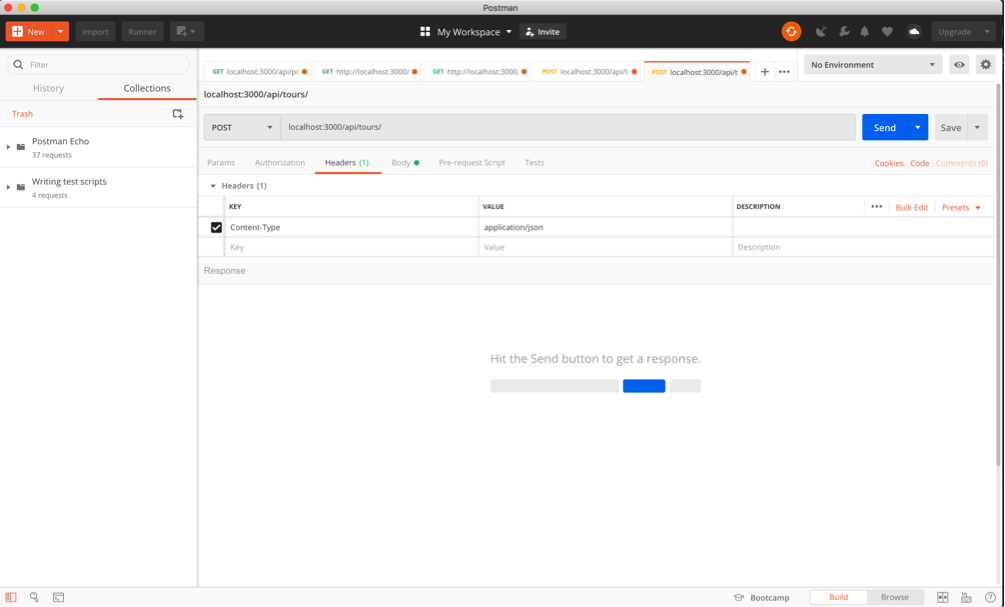 Postman
New Import Runner My Workspace Invite Upgrade
Filter
History Collections
Trash
Postman Echo
37 requests
Writing test scripts
4 requests
GET localhost:3000/api/po GET http://localhost:3000/ GET http://localhost:3000. POST localhost:3000/api/t POST localhost:3000/api/t + ••• No Environment
localhost:3000/api/tours/
POST localhost:3000/api/tours/ Send Save
Params Authorization Headers (1) Body Pre-request Script Tests Cookies Code Comments (0)
Headers (1)
KEY VALUE DESCRIPTION ••• Bulk Edit Presets
Content-Type application/json
Key Value Description
Response
Hit the Send button to get a response.
Bootcamp Build Browse